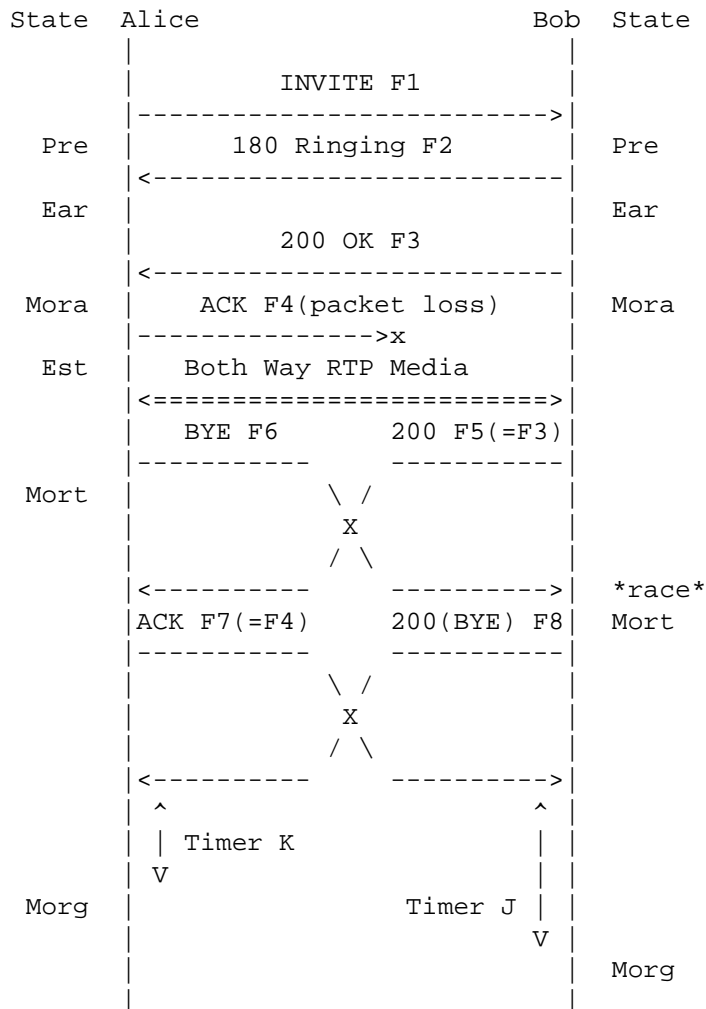 State Alice Bob State
INVITE F1
Pre 180 Ringing F2 Pre
Ear Ear
200 OK F3
Mora ACK F4(packet loss) Mora
x
Est Both Way RTP Media
BYE F6 200 F5(=F3)
Mort
X
*race*
ACK F7(=F4) 200(BYE) F8 Mort
X
Timer K
Morg Timer J
Morg